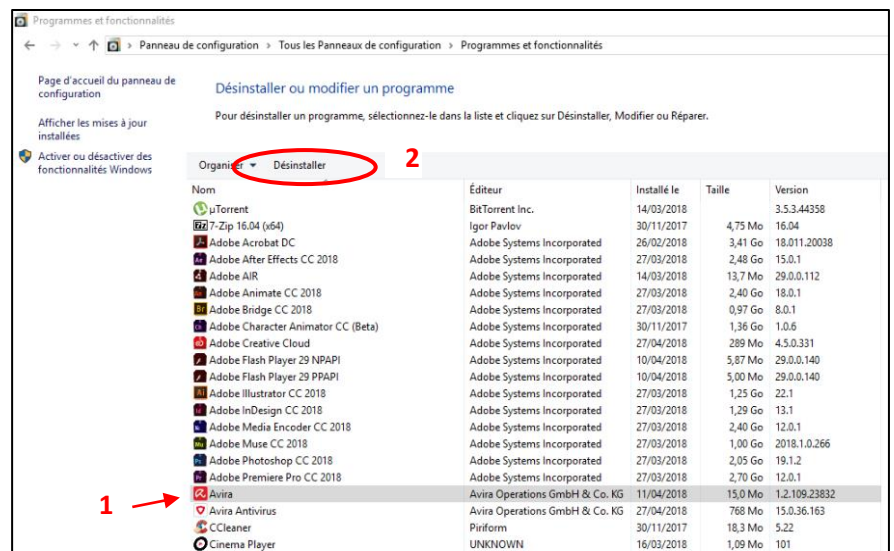 Programmes et fonctionnalités
Panneau de configuration > Tous les Panneaux de configuration > Programmes et fonctionnalités
Page d'accueil du panneau de
configuration
Afficher les mises à jour
installées
Activer ou désactiver des
fonctionnalités Windows
Désinstaller ou modifier un programme
Pour désinstaller un programme, sélectionnez-le dans la liste et cliquez sur Désinstaller, Modifier ou Réparer.
Organiser Désinstaller 2
Nom Éditeur Installé le Taille Version
µTorrent BitTorrent Inc. 14/03/2018 3.5.3.44358
7-Zip 16.04 (x64) Igor Pavlov 30/11/2017 4,75 Mo 16.04
Adobe Acrobat DC Adobe Systems Incorporated 26/02/2018 3,41 Go 18.011.20038
Adobe After Effects CC 2018 Adobe Systems Incorporated 27/03/2018 2,48 Go 15.0.1
Adobe AIR Adobe Systems Incorporated 14/03/2018 13,7 Mo 29.0.0.112
Adobe Animate CC 2018 Adobe Systems Incorporated 27/03/2018 2,40 Go 18.0.1
Adobe Bridge CC 2018 Adobe Systems Incorporated 27/03/2018 0,97 Go 8.0.1
Adobe Character Animator CC (Beta) Adobe Systems Incorporated 30/11/2017 1,36 Go 1.0.6
Adobe Creative Cloud Adobe Systems Incorporated 27/04/2018 289 Mo 4.5.0.331
Adobe Flash Player 29 NPAPI Adobe Systems Incorporated 10/04/2018 5,87 Mo 29.0.0.140
Adobe Flash Player 29 PPAPI Adobe Systems Incorporated 10/04/2018 5,00 Mo 29.0.0.140
Adobe Illustrator CC 2018 Adobe Systems Incorporated 27/03/2018 1,25 Go 22.1
Adobe InDesign CC 2018 Adobe Systems Incorporated 27/03/2018 1,29 Go 13.1
Adobe Media Encoder CC 2018 Adobe Systems Incorporated 27/03/2018 2,40 Go 12.0.1
Adobe Muse CC 2018 Adobe Systems Incorporated 27/03/2018 1,00 Go 2018.1.0.266
Adobe Photoshop CC 2018 Adobe Systems Incorporated 27/03/2018 2,05 Go 19.1.2
Adobe Premiere Pro CC 2018 Adobe Systems Incorporated 27/03/2018 2,70 Go 12.0.1
1 Avira Avira Operations GmbH & Co. KG 11/04/2018 15,0 Mo 1.2.109.23832
Avira Antivirus Avira Operations GmbH & Co. KG 27/04/2018 768 Mo 15.0.36.163
CCleaner Piriform 30/11/2017 18,3 Mo 5.22
Cinema Player UNKNOWN 16/03/2018 1,09 Mo 101